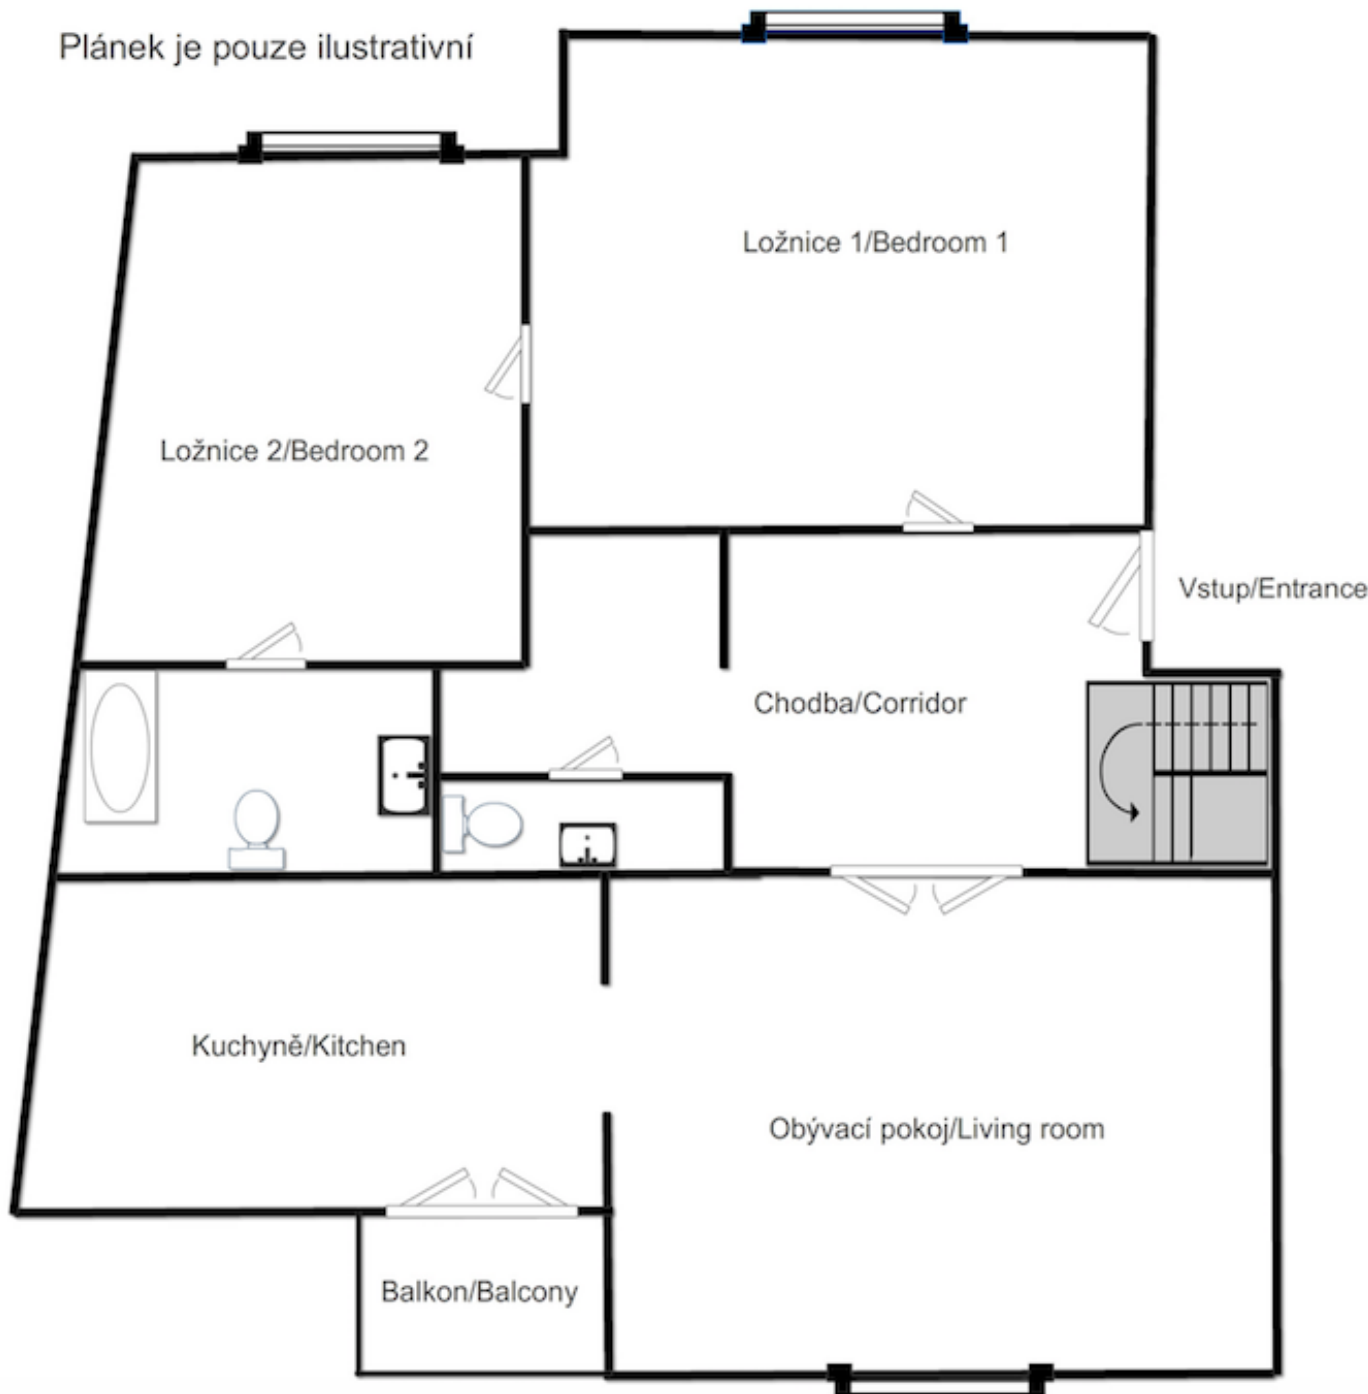 Plánek je pouze ilustrativní
Ložnice 1/Bedroom 1
Ložnice 2/Bedroom 2
Vstup/Entrance
Chodba/Corridor
Kuchyně/Kitchen
Obývací pokoj/Living room
Balkon/Balcony